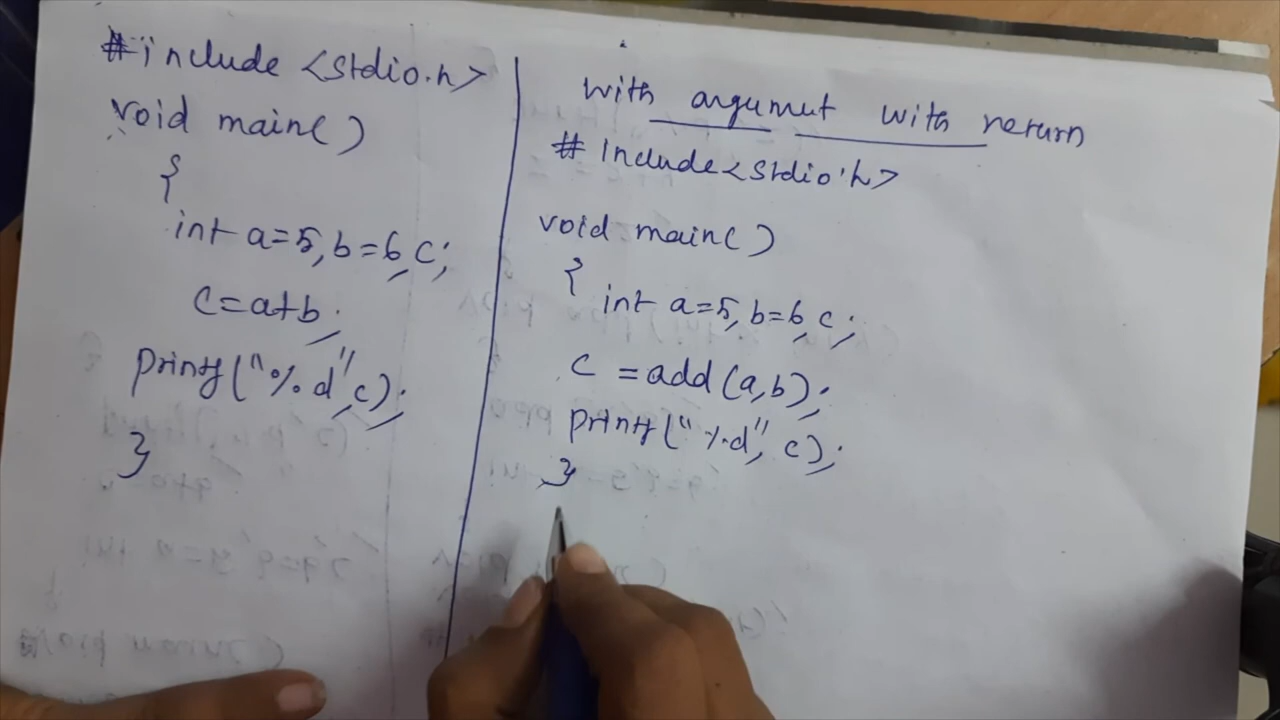 #include <stdio.h>
void main()
{
int a=5, b=6, c;
c=a+b;
printf("%d", c);
}
with argumut with return
# include <stdio.h>
void main()
{
int a=5, b=6, c;
c = add(a,b);
printf("%d", c);
}